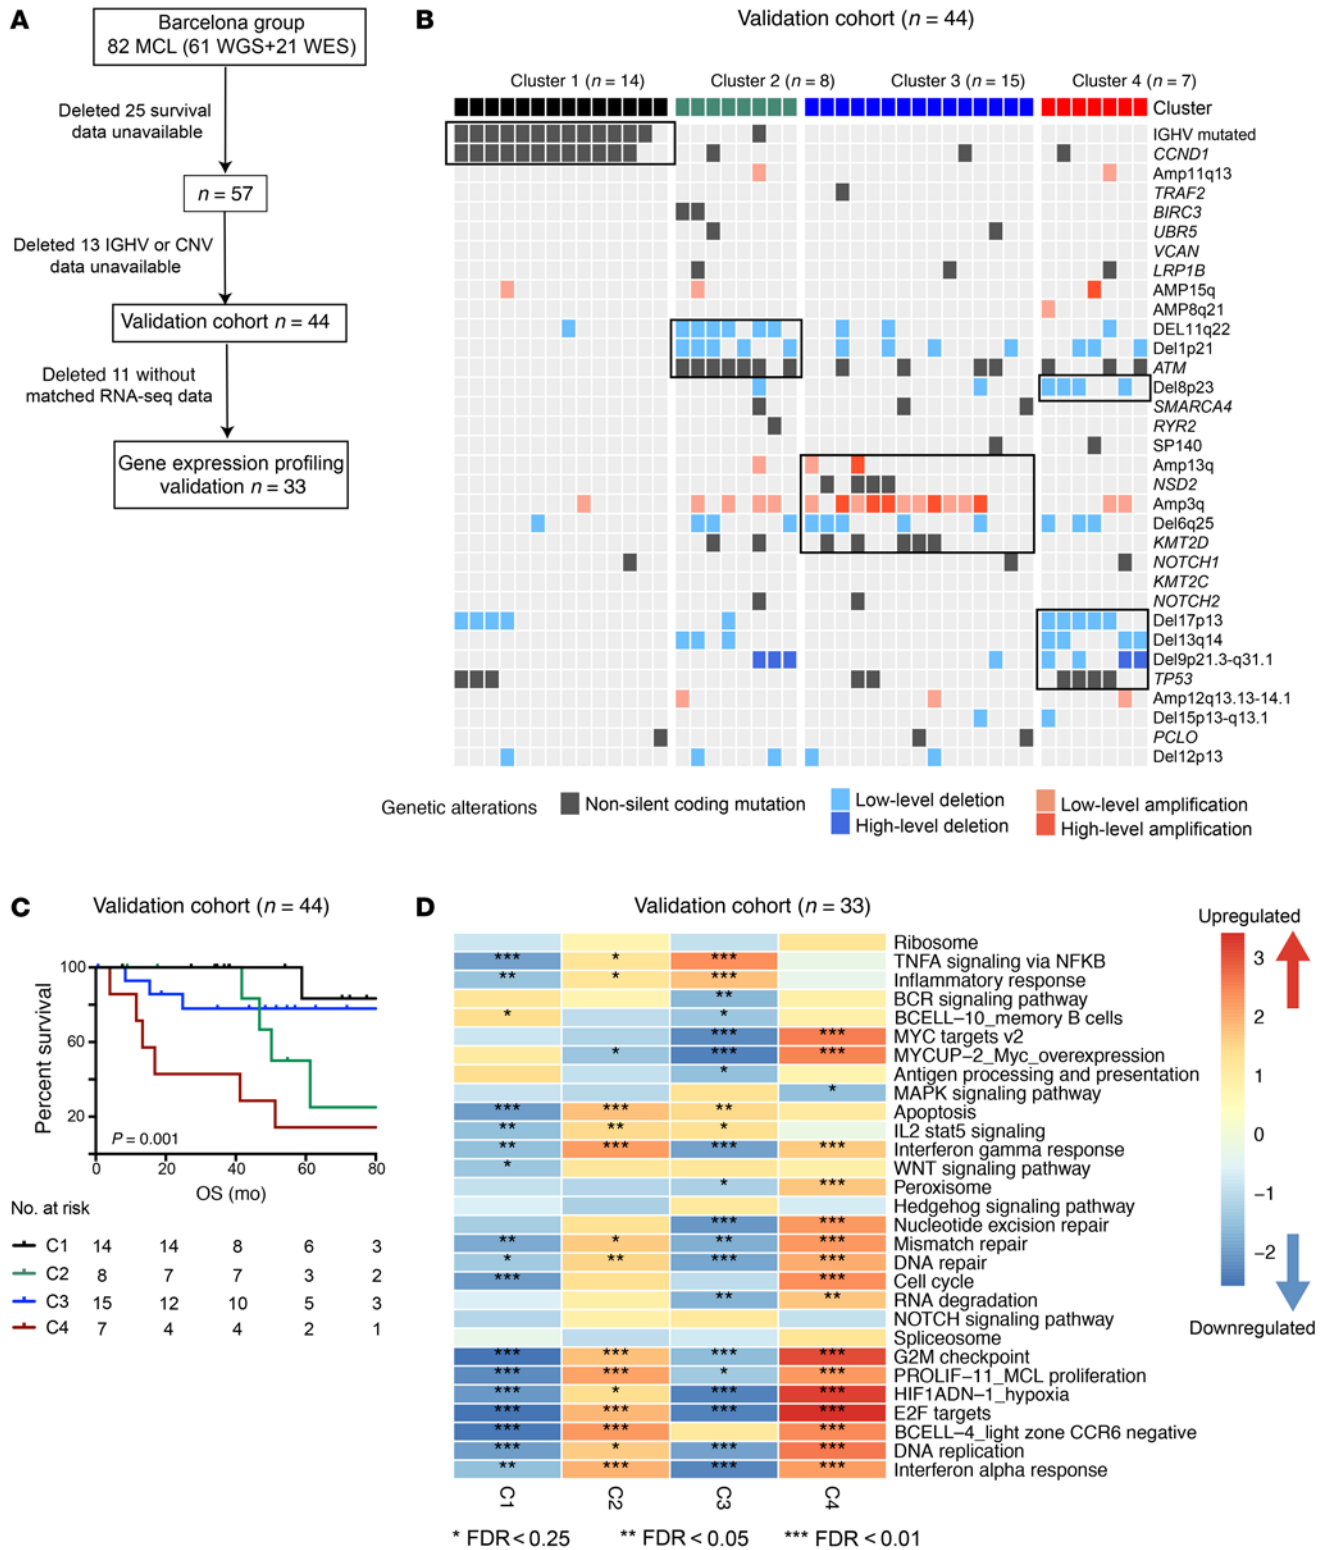 A
Barcelona group
82 MCL (61 WGS+21 WES)
Deleted 25 survival
data unavailable
n = 57
Deleted 13 IGHV or CNV
data unavailable
Validation cohort n = 44
Deleted 11 without
matched RNA-seq data
Gene expression profiling
validation n = 33
B
Validation cohort (n = 44)
Cluster 1 (n = 14)
Cluster 2 (n = 8)
Cluster 3 (n = 15)
Cluster 4 (n = 7)
Cluster
IGHV mutated
CCND1
Amp11q13
TRAF2
BIRC3
UBR5
VCAN
LRP1B
AMP15q
AMP8q21
DEL11q22
Del1p21
ATM
Del8p23
SMARCA4
RYR2
SP140
Amp13q
NSD2
Amp3q
Del6q25
KMT2D
NOTCH1
KMT2C
NOTCH2
Del17p13
Del13q14
Del9p21.3-q31.1
TP53
Amp12q13.13-14.1
Del15p13-q13.1
PCLO
Del12p13
Genetic alterations
Non-silent coding mutation
Low-level deletion
High-level deletion
Low-level amplification
High-level amplification
C
Validation cohort (n = 44)
Percent survival
100
60
20
P = 0.001
0 20 40 60 80
OS (mo)
No. at risk
C1 14 14 8 6 3
C2 8 7 7 3 2
C3 15 12 10 5 3
C4 7 4 4 2 1
D
Validation cohort (n = 33)
Ribosome
*** * *** TNFA signaling via NFKB
** * *** Inflammatory response
** BCR signaling pathway
* * BCELL–10_memory B cells
*** *** MYC targets v2
* *** *** MYCUP–2_Myc_overexpression
* Antigen processing and presentation
* MAPK signaling pathway
*** *** ** Apoptosis
** ** * IL2 stat5 signaling
** *** *** *** Interferon gamma response
* WNT signaling pathway
* *** Peroxisome
Hedgehog signaling pathway
*** *** Nucleotide excision repair
** * ** *** Mismatch repair
* ** *** *** DNA repair
*** *** Cell cycle
** ** RNA degradation
NOTCH signaling pathway
Spliceosome
*** *** *** *** G2M checkpoint
*** *** * *** PROLIF–11_MCL proliferation
*** * *** *** HIF1ADN–1_hypoxia
*** *** *** *** E2F targets
*** *** *** BCELL–4_light zone CCR6 negative
*** * *** *** DNA replication
** *** *** *** Interferon alpha response
C1 C2 C3 C4
* FDR < 0.25 ** FDR < 0.05 *** FDR < 0.01
Upregulated
3
2
1
0
−1
−2
Downregulated